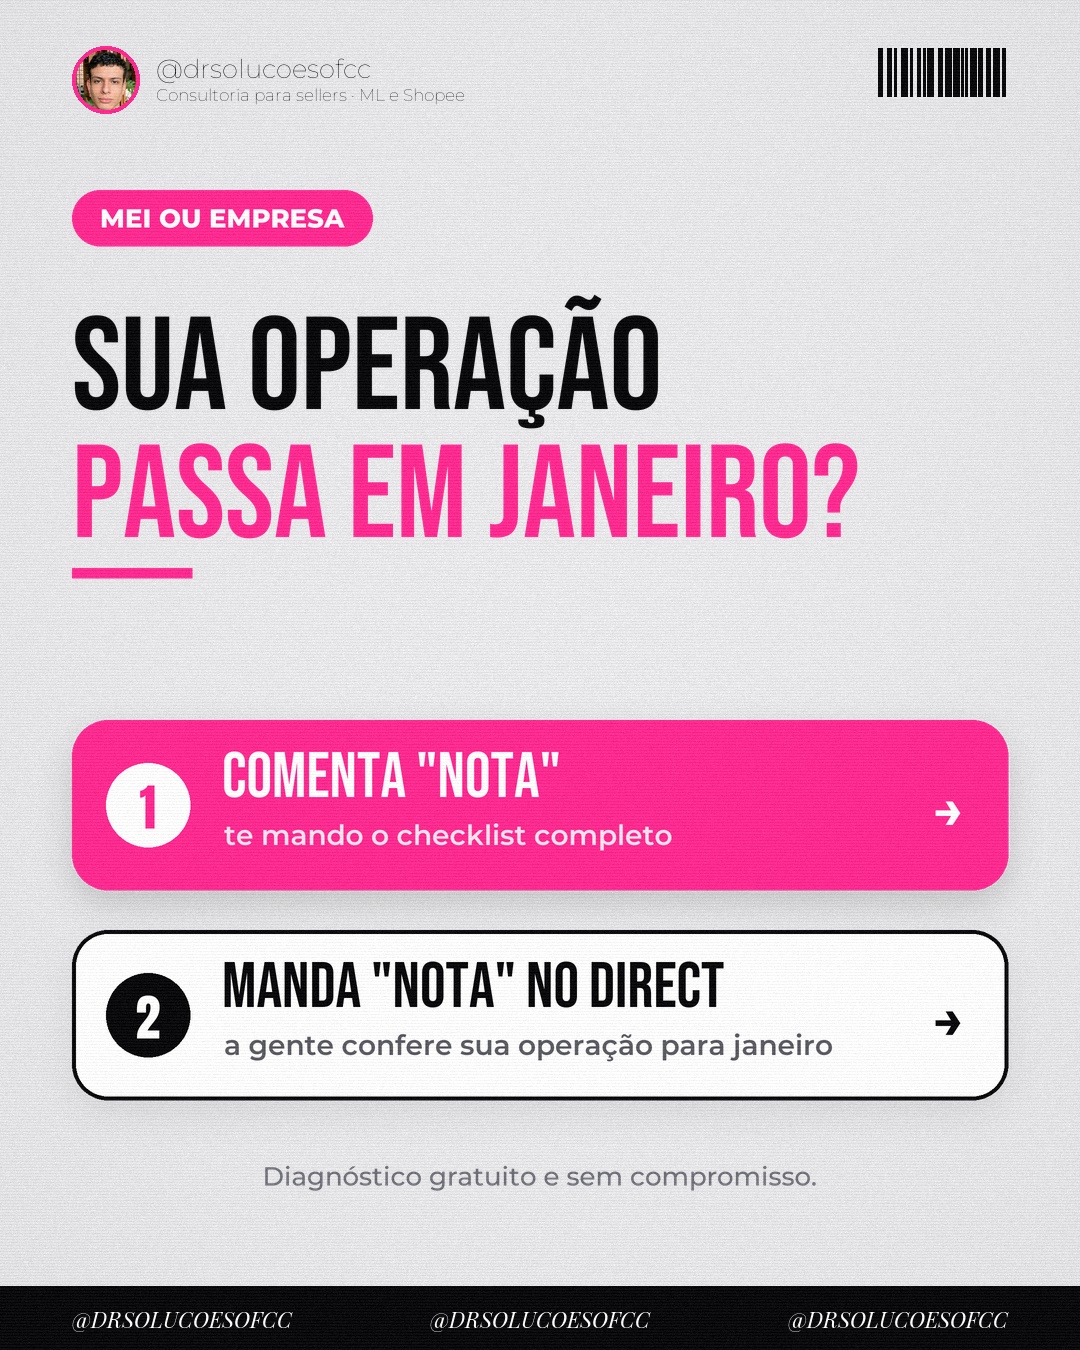 @drsolucoesofcc
Consultoria para sellers · ML e Shopee
MEI OU EMPRESA
SUA OPERAÇÃO
PASSA EM JANEIRO?
1
COMENTA "NOTA"
te mando o checklist completo
➔
2
MANDA "NOTA" NO DIRECT
a gente confere sua operação para janeiro
➔
Diagnóstico gratuito e sem compromisso.
@DRSOLUCOESOFCC @DRSOLUCOESOFCC @DRSOLUCOESOFCC